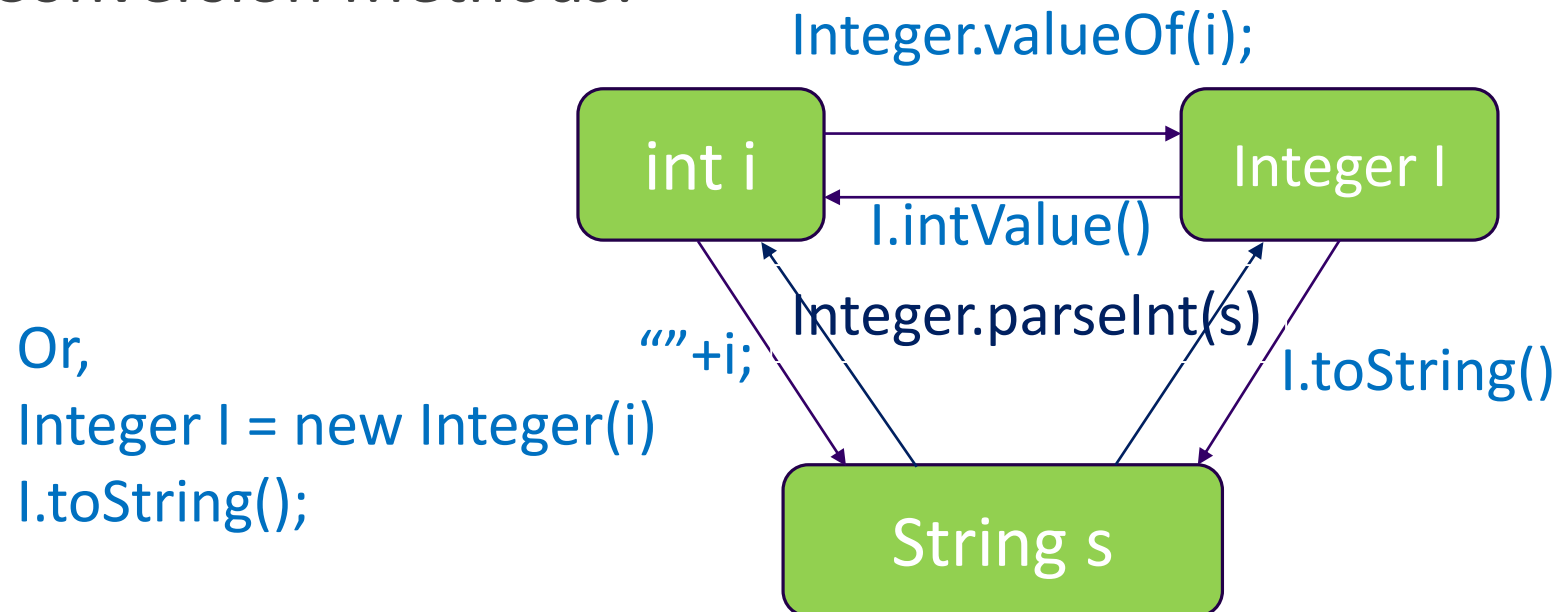 Integer.valueOf(i);
int i
Integer I
I.intValue()
Integer.parseInt(s)
“”+i;
I.toString()
Or,
Integer I = new Integer(i)
I.toString();
String s